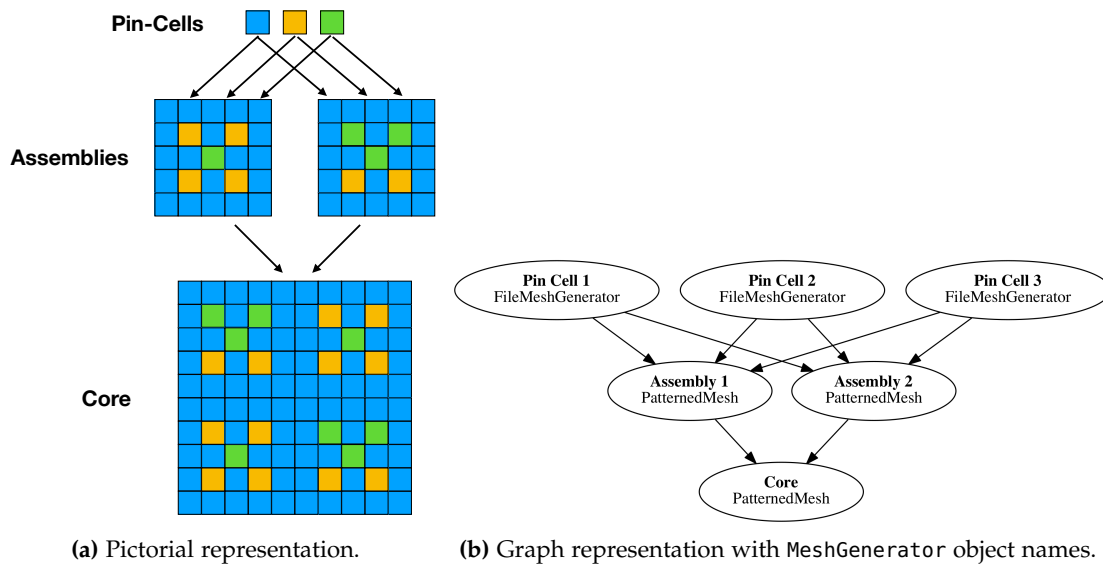 Pin-Cells
Assemblies
Core
(a) Pictorial representation.
Pin Cell 1
FileMeshGenerator
Pin Cell 2
FileMeshGenerator
Pin Cell 3
FileMeshGenerator
Assembly 1
PatternedMesh
Assembly 2
PatternedMesh
Core
PatternedMesh
(b) Graph representation with MeshGenerator object names.